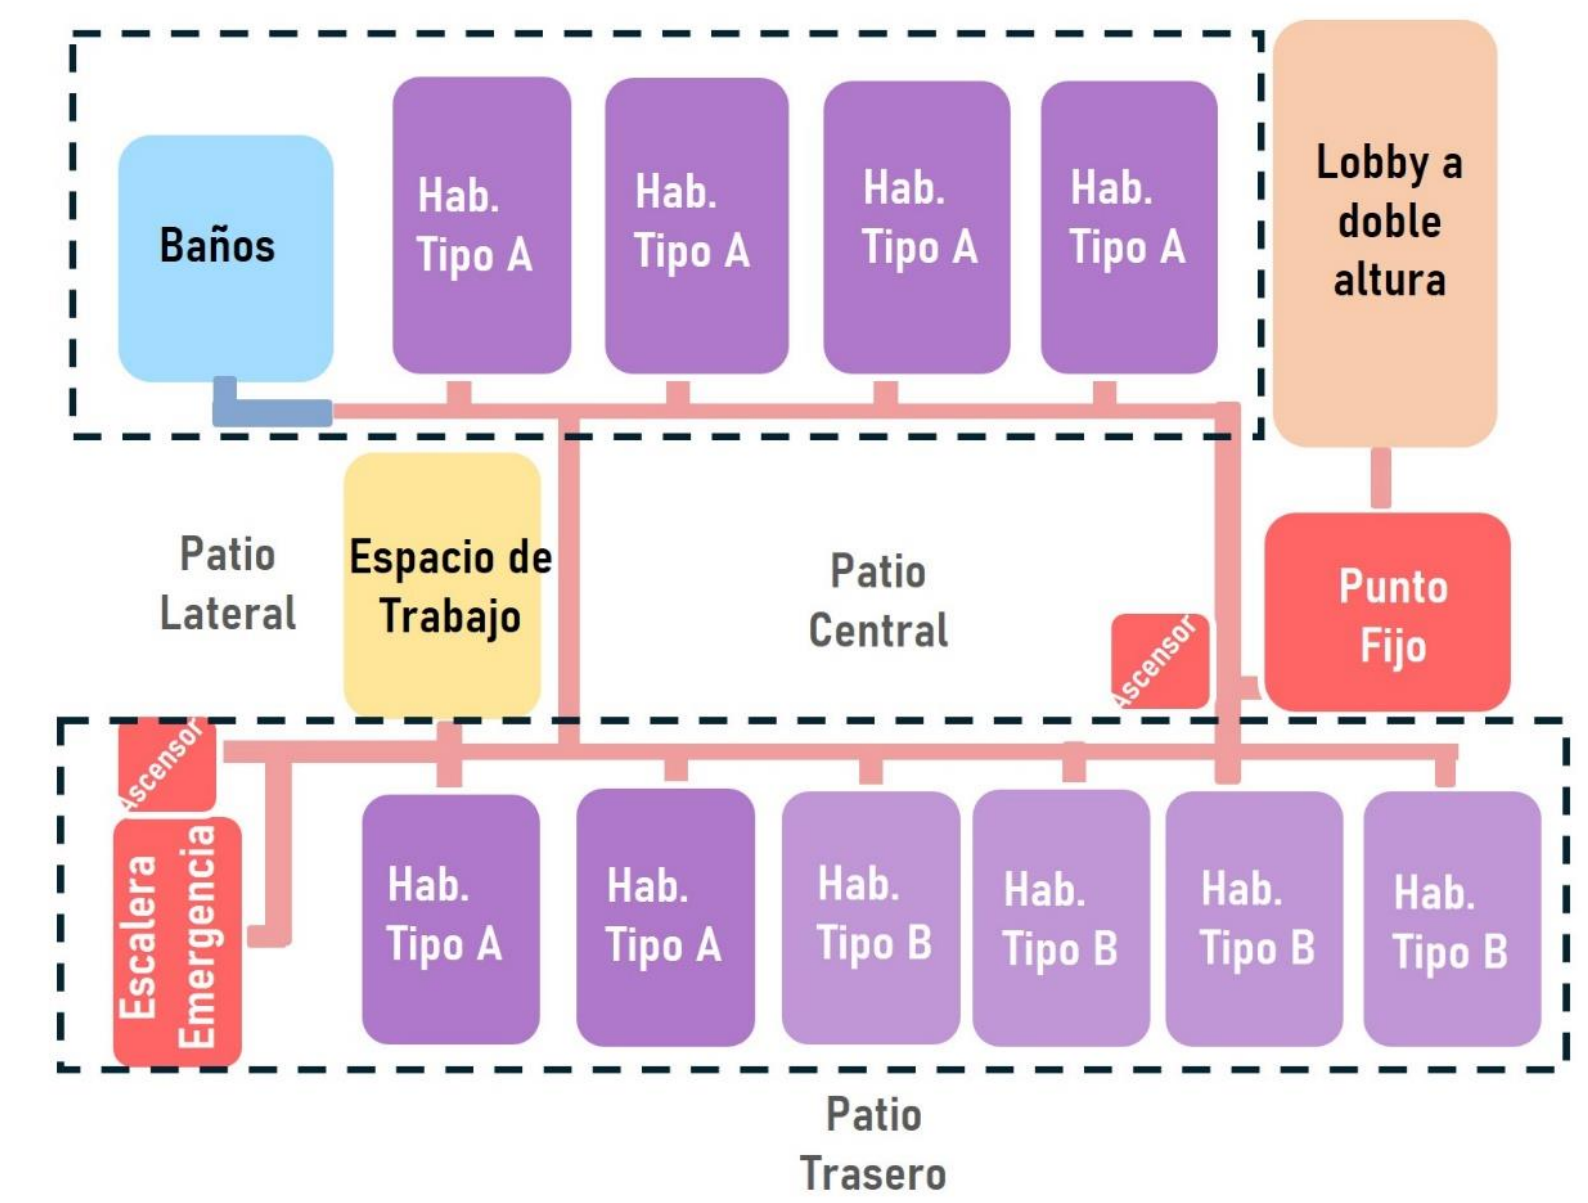 Baños
Hab.
Tipo A
Hab.
Tipo A
Hab.
Tipo A
Hab.
Tipo A
Lobby a
doble
altura
Patio
Lateral
Espacio de
Trabajo
Patio
Central
Ascensor
Punto
Fijo
Ascensor
Escalera
Emergencia
Hab.
Tipo A
Hab.
Tipo A
Hab.
Tipo B
Hab.
Tipo B
Hab.
Tipo B
Hab.
Tipo B
Patio
Trasero